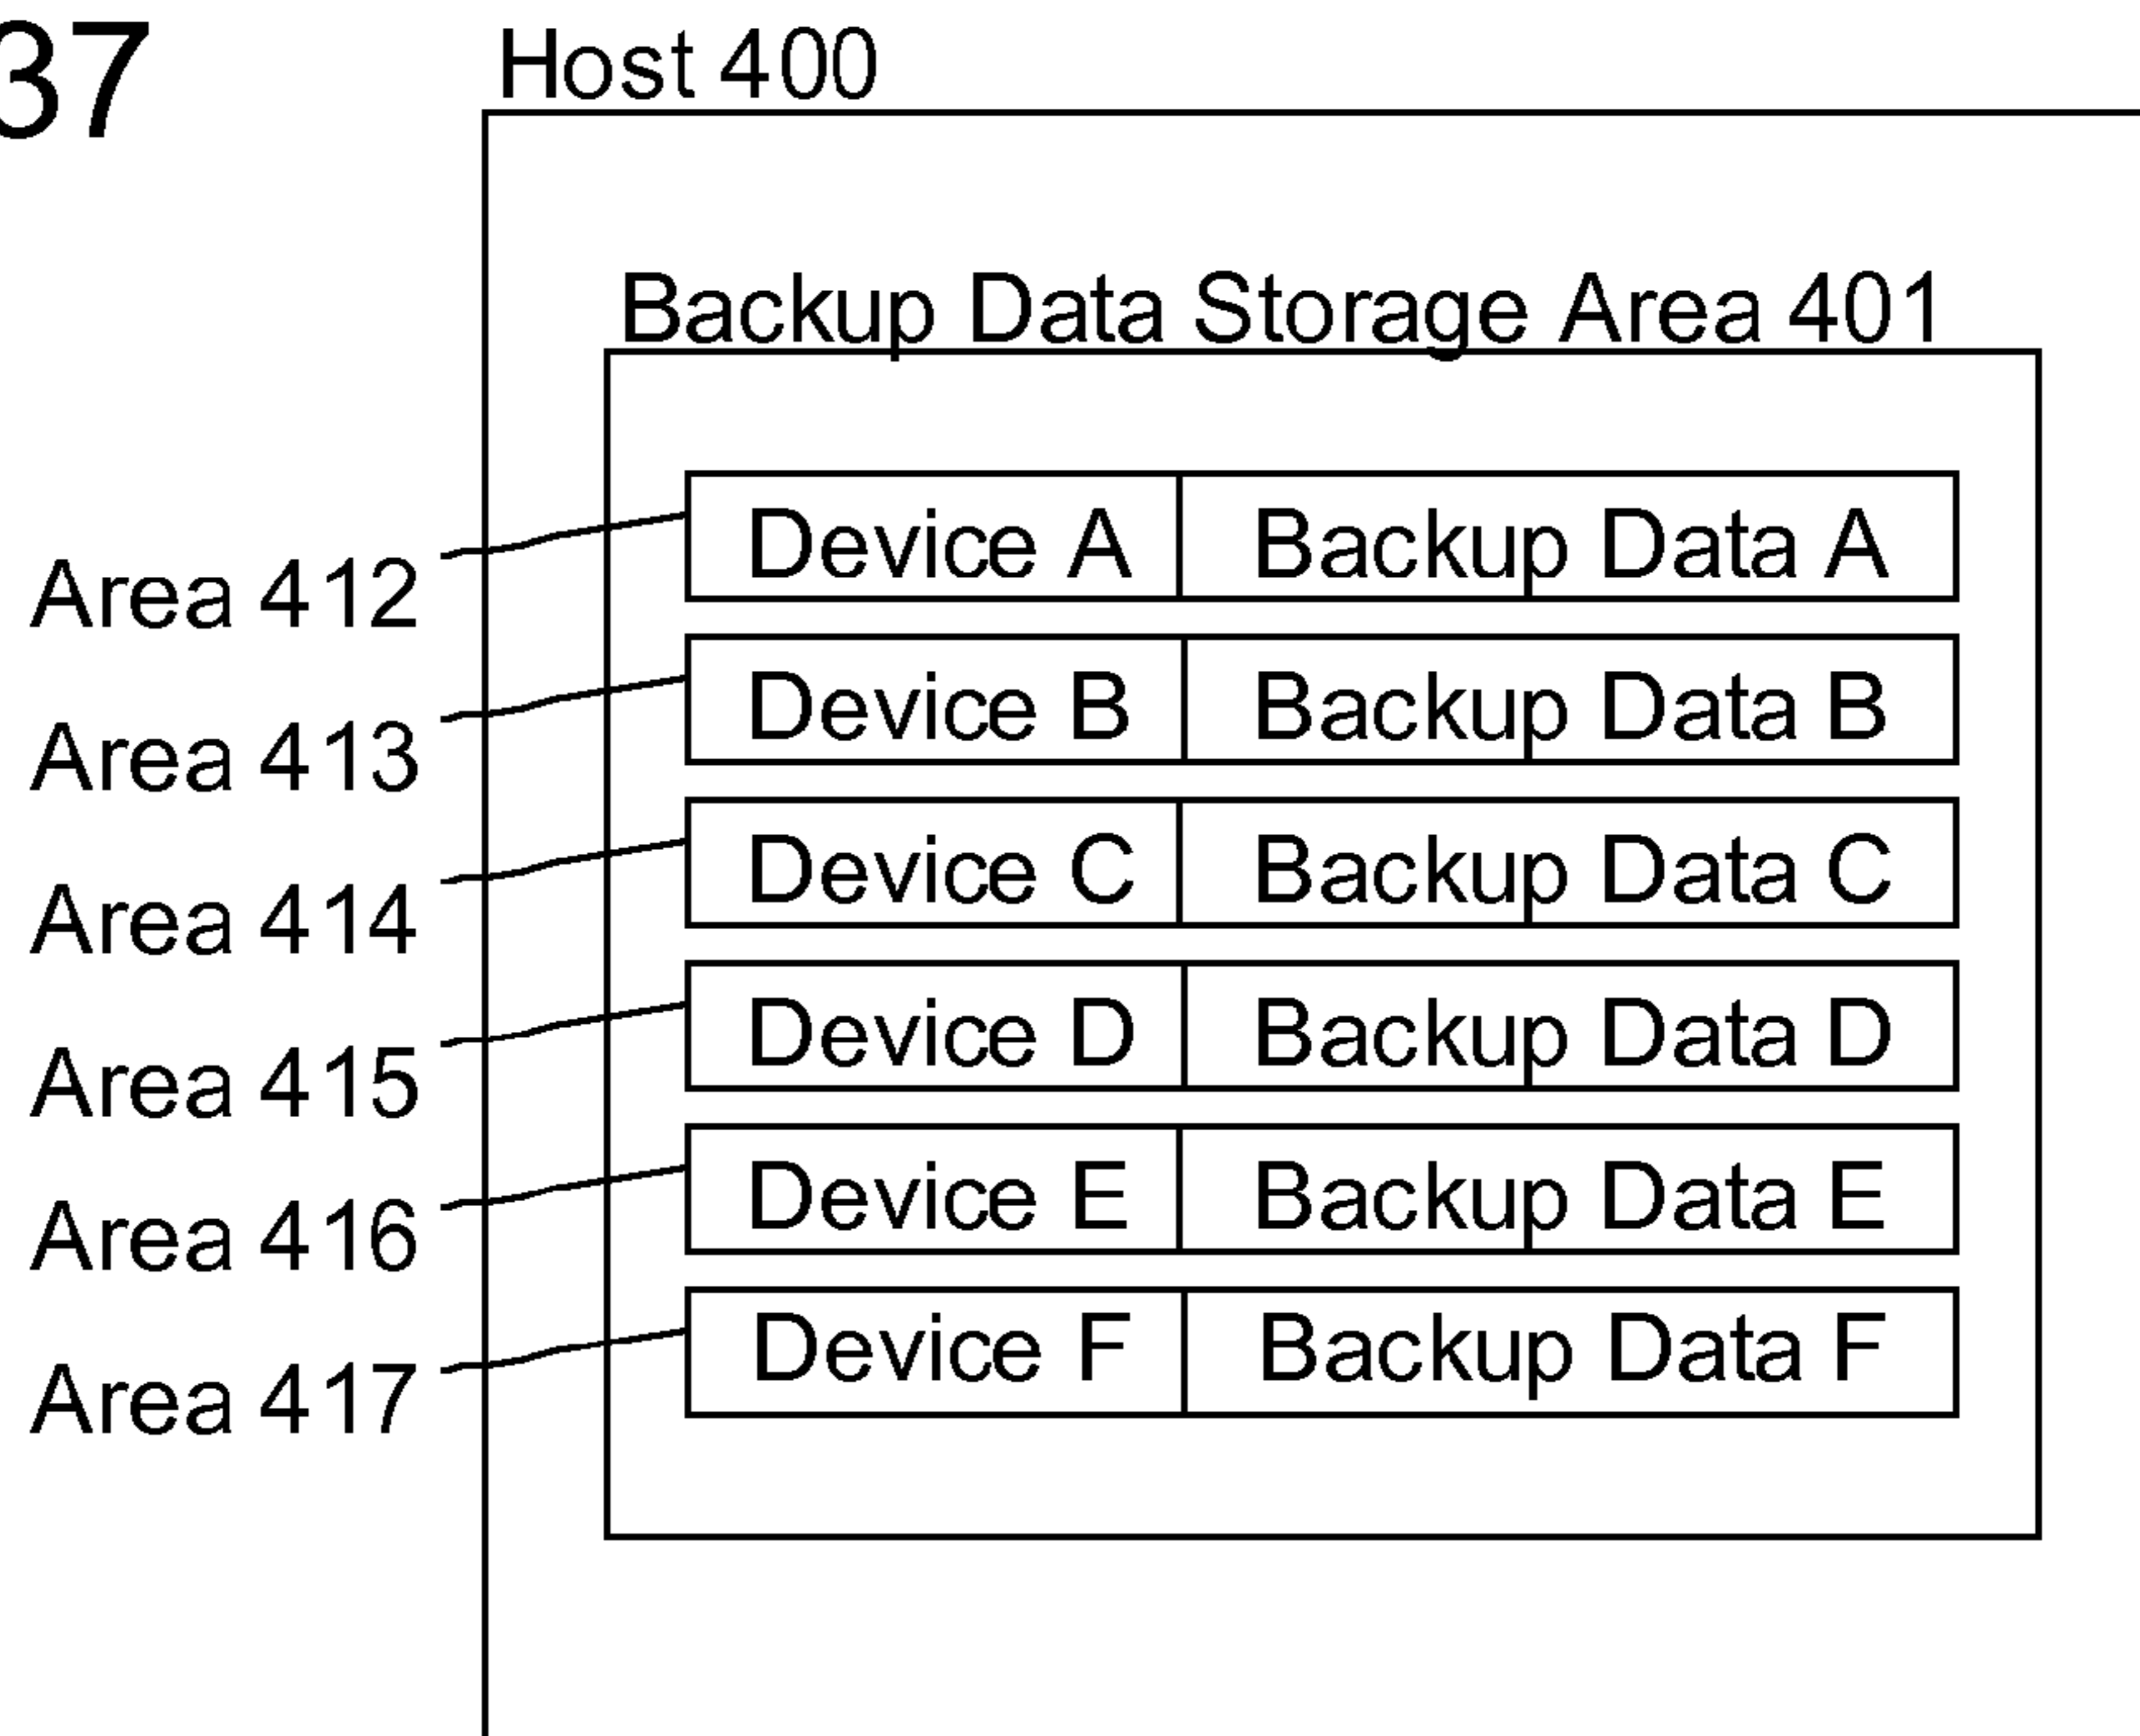 37
Host 400
Backup Data Storage Area 401
Area 412 Device A Backup Data A
Area 413 Device B Backup Data B
Area 414 Device C Backup Data C
Area 415 Device D Backup Data D
Area 416 Device E Backup Data E
Area 417 Device F Backup Data F